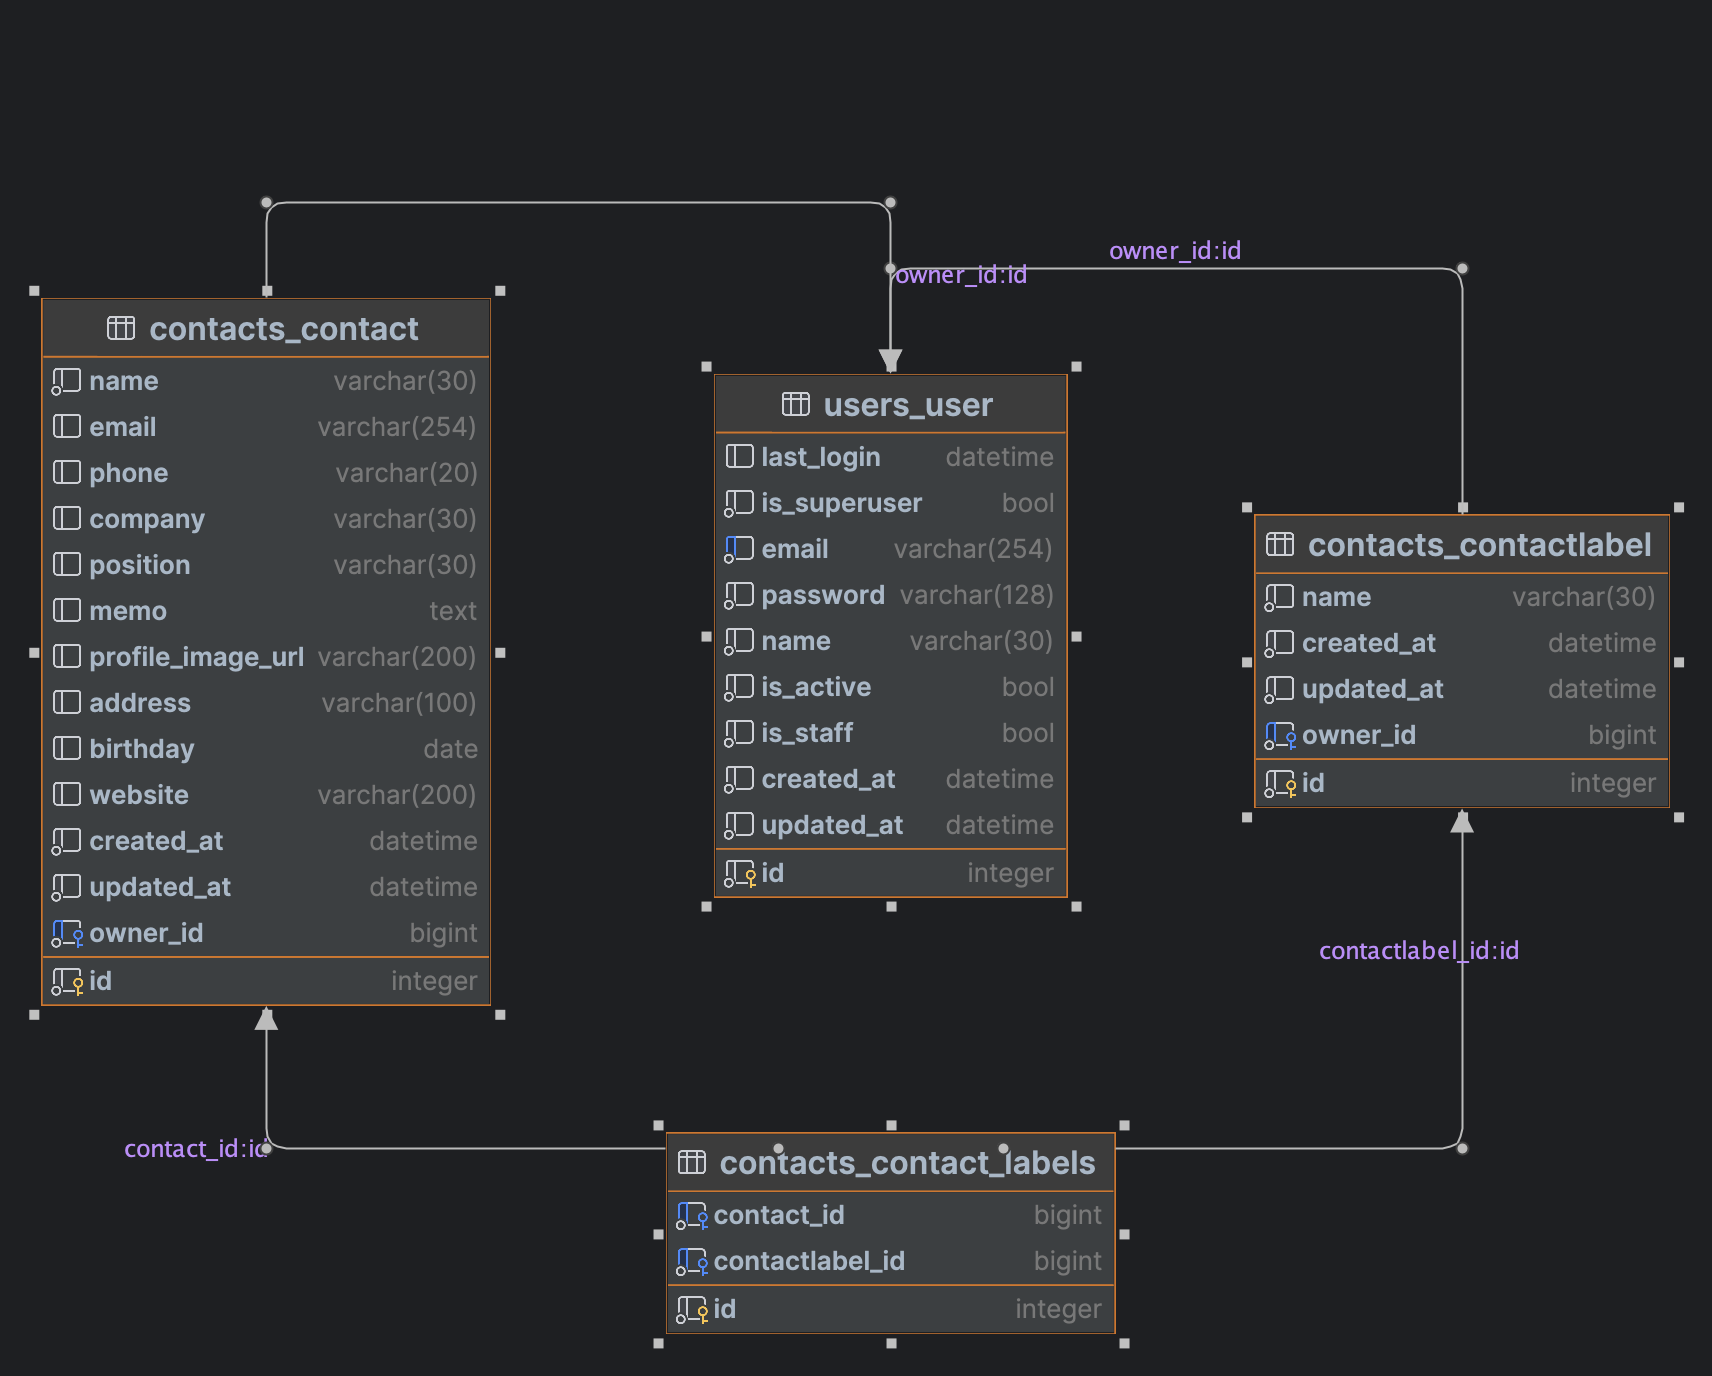 owner_id:id
owner_id:id
contacts_contact
name varchar(30)
email varchar(254)
phone varchar(20)
company varchar(30)
position varchar(30)
memo text
profile_image_url varchar(200)
address varchar(100)
birthday date
website varchar(200)
created_at datetime
updated_at datetime
owner_id bigint
id integer
users_user
last_login datetime
is_superuser bool
email varchar(254)
password varchar(128)
name varchar(30)
is_active bool
is_staff bool
created_at datetime
updated_at datetime
id integer
contacts_contactlabel
name varchar(30)
created_at datetime
updated_at datetime
owner_id bigint
id integer
contactlabel_id:id
contact_id:id
contacts_contact_labels
contact_id bigint
contactlabel_id bigint
id integer